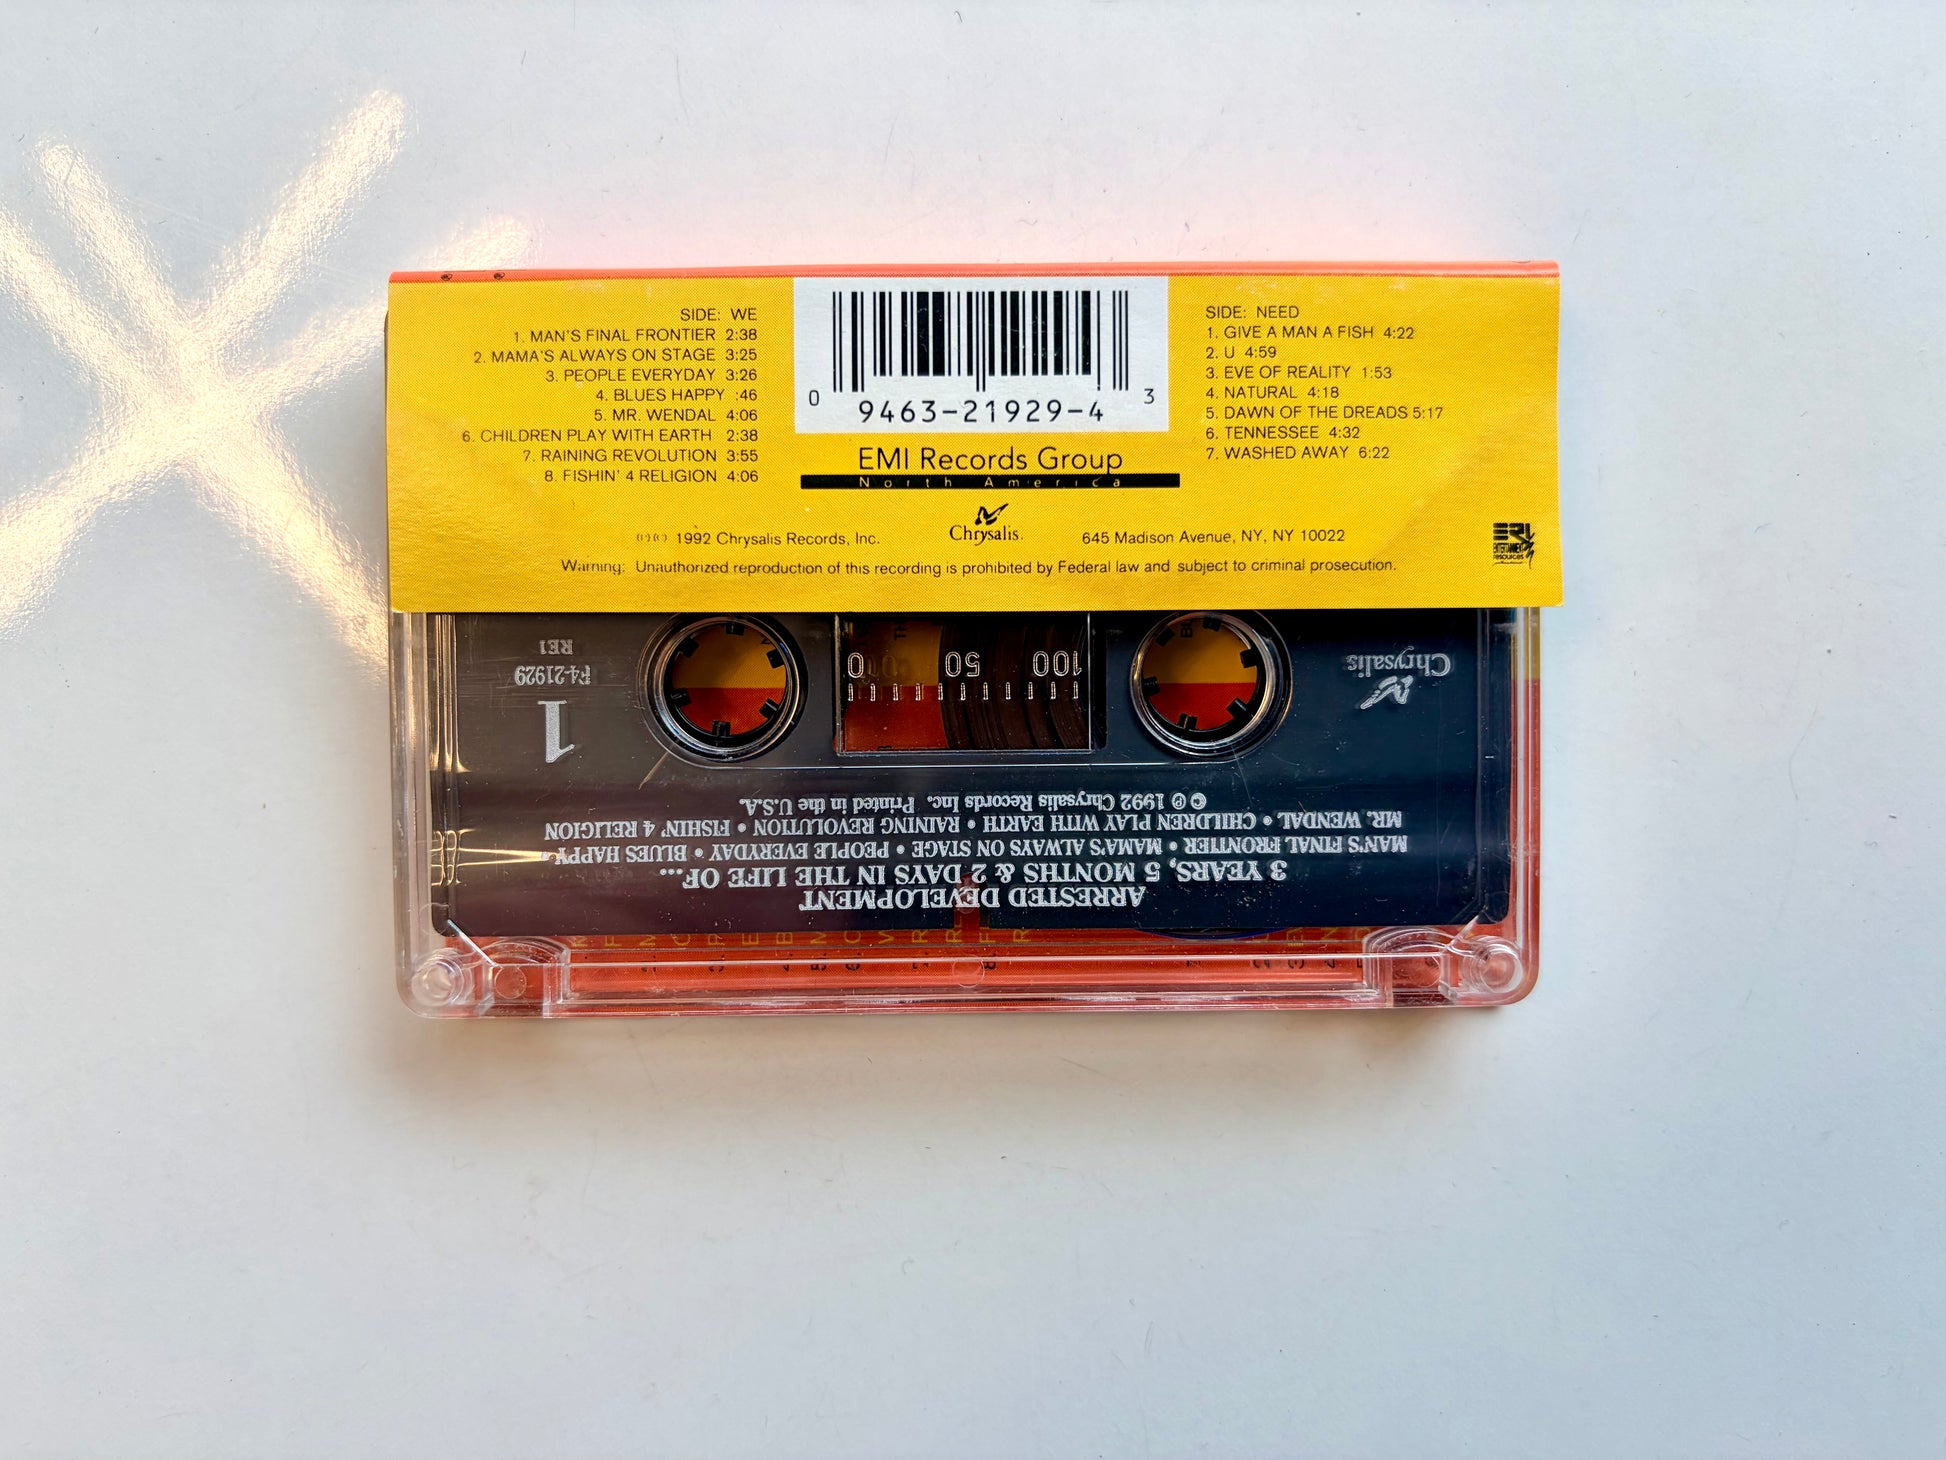 SIDE: WE
1. MAN'S FINAL FRONTIER 2:38
2. MAMA'S ALWAYS ON STAGE 3:25
3. PEOPLE EVERYDAY 3:26
4. BLUES HAPPY :46
5. MR. WENDAL 4:06
6. CHILDREN PLAY WITH EARTH 2:38
7. RAINING REVOLUTION 3:55
8. FISHIN' 4 RELIGION 4:06
0 9463-21929-4 3
EMI Records Group
North America
SIDE: NEED
1. GIVE A MAN A FISH 4:22
2. U 4:59
3. EVE OF REALITY 1:53
4. NATURAL 4:18
5. DAWN OF THE DREADS 5:17
6. TENNESSEE 4:32
7. WASHED AWAY 6:22
℗© 1992 Chrysalis Records, Inc.
Chrysalis.
645 Madison Avenue, NY, NY 10022
ERL
ENTERTAINMENT
resources
Warning: Unauthorized reproduction of this recording is prohibited by Federal law and subject to criminal prosecution.
ARRESTED DEVELOPMENT
3 YEARS, 5 MONTHS & 2 DAYS IN THE LIFE OF...
MAN'S FINAL FRONTIER • MAMA'S ALWAYS ON STAGE • PEOPLE EVERYDAY • BLUES HAPPY •
MR. WENDAL • CHILDREN PLAY WITH EARTH • RAINING REVOLUTION • FISHIN' 4 RELIGION
© ℗ 1992 Chrysalis Records Inc. Printed in the U.S.A.
Chrysalis.
100 50 0
1
F4-21929
RE1